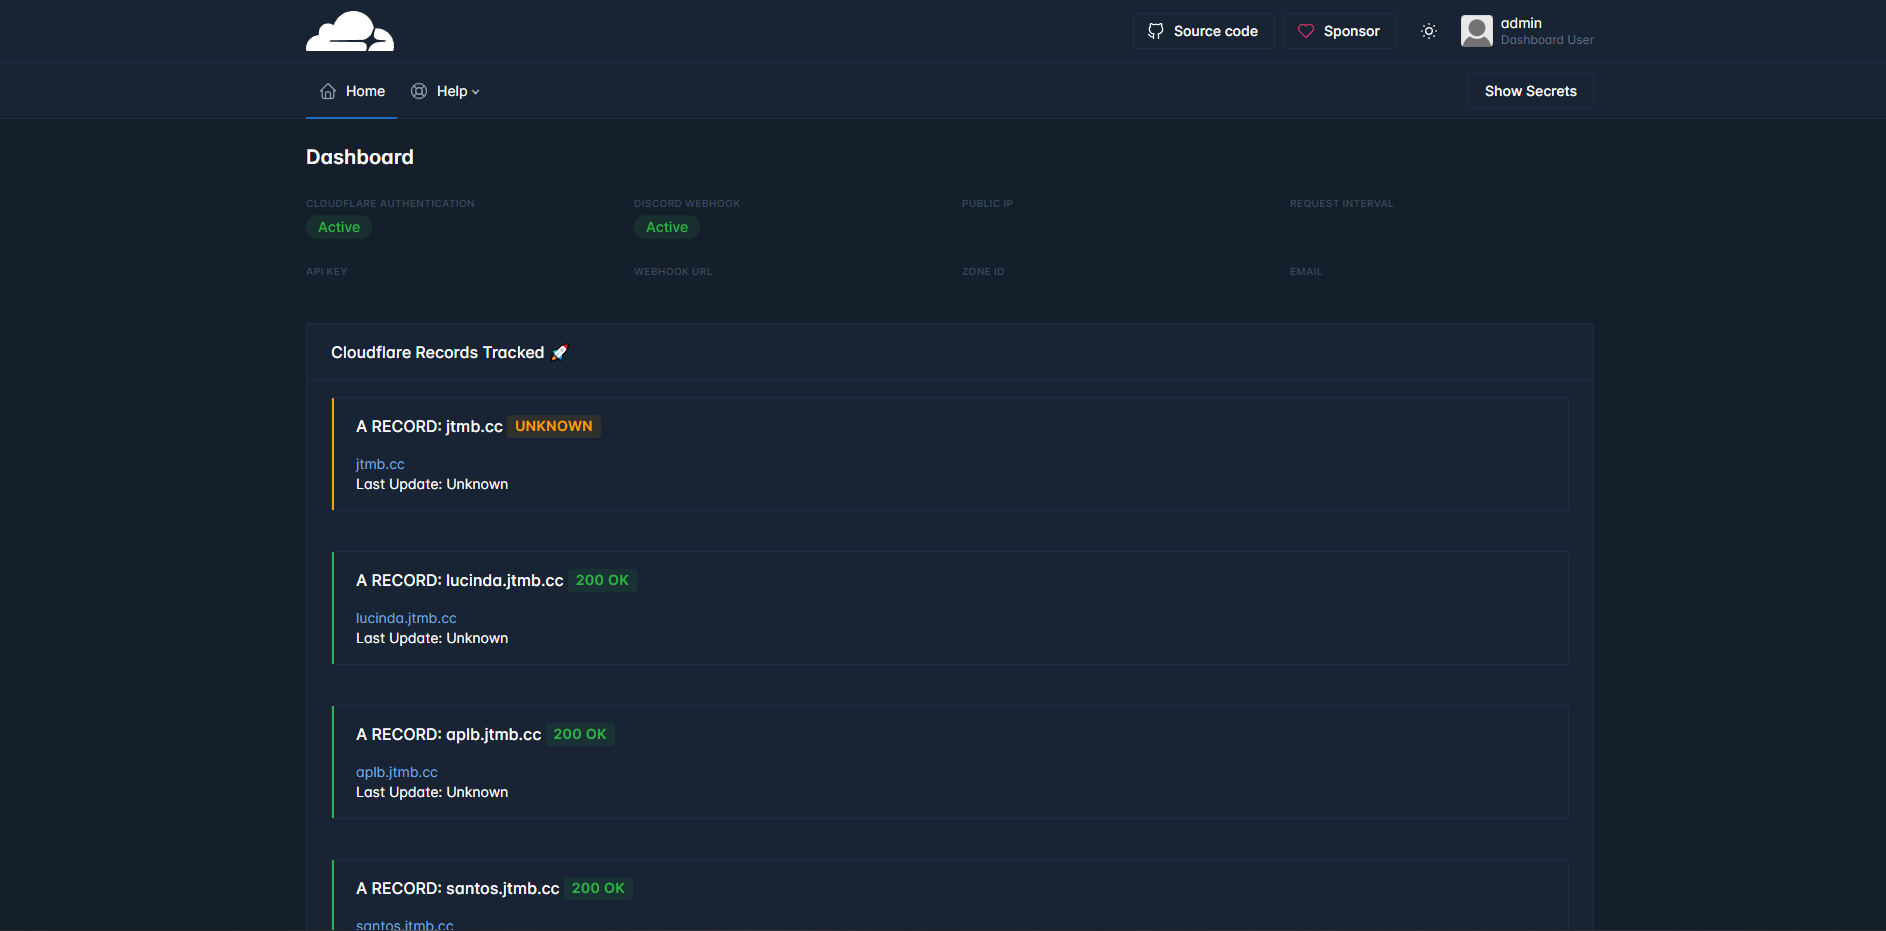 Source code
Sponsor
admin
Dashboard User
Home
Help
Show Secrets
Dashboard
CLOUDFLARE AUTHENTICATION
Active
DISCORD WEBHOOK
Active
PUBLIC IP
REQUEST INTERVAL
API KEY
WEBHOOK URL
ZONE ID
EMAIL
Cloudflare Records Tracked 🚀
A RECORD: jtmb.cc UNKNOWN
jtmb.cc
Last Update: Unknown
A RECORD: lucinda.jtmb.cc 200 OK
lucinda.jtmb.cc
Last Update: Unknown
A RECORD: aplb.jtmb.cc 200 OK
aplb.jtmb.cc
Last Update: Unknown
A RECORD: santos.jtmb.cc 200 OK
santos.jtmb.cc